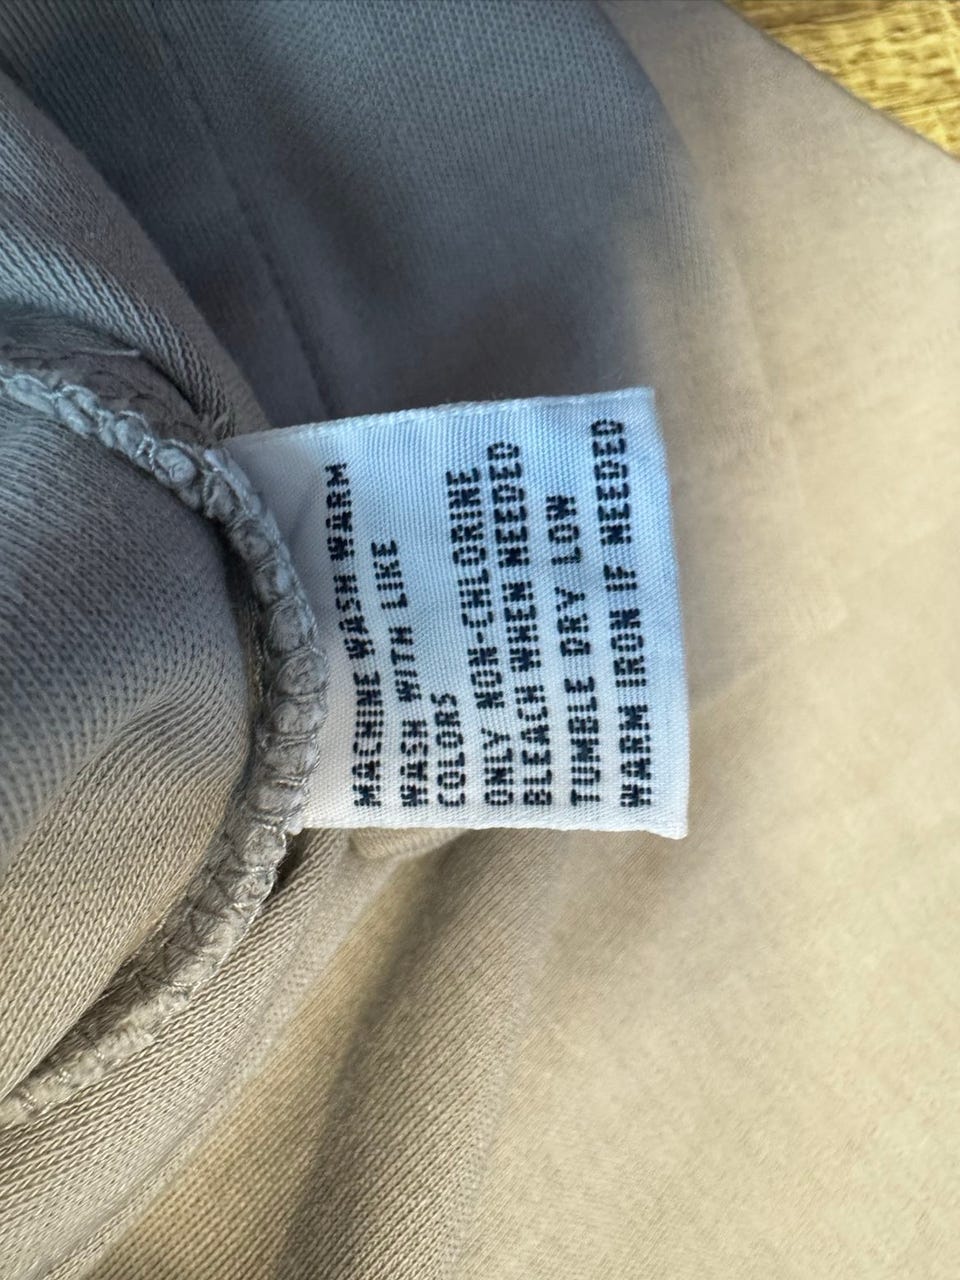 MACHINE WASH WARM
WASH WITH LIKE
COLORS
ONLY NON-CHLORINE
BLEACH WHEN NEEDED
TUMBLE DRY LOW
WARM IRON IF NEEDED